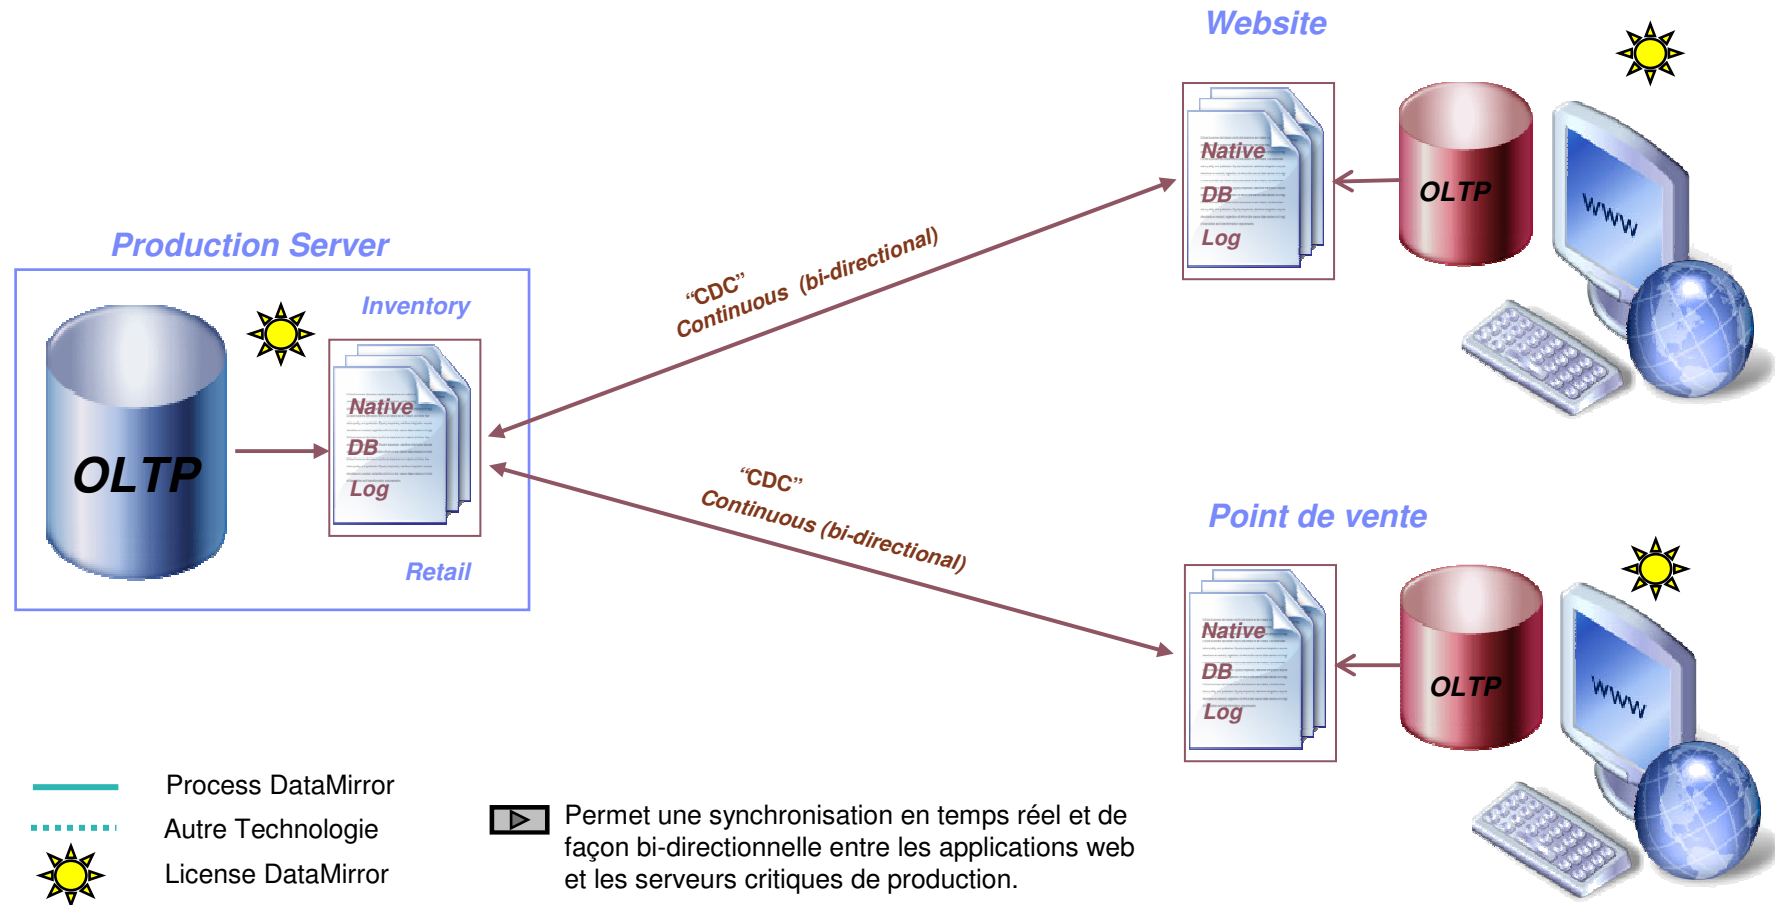 Website
Native
DB
Log
OLTP
WWW
Production Server
Inventory
OLTP
Native
DB
Log
Retail
“CDC”
Continuous (bi-directional)
“CDC”
Continuous (bi-directional)
Point de vente
Native
DB
Log
OLTP
WWW
Process DataMirror
Autre Technologie
License DataMirror
Permet une synchronisation en temps réel et de
façon bi-directionnelle entre les applications web
et les serveurs critiques de production.